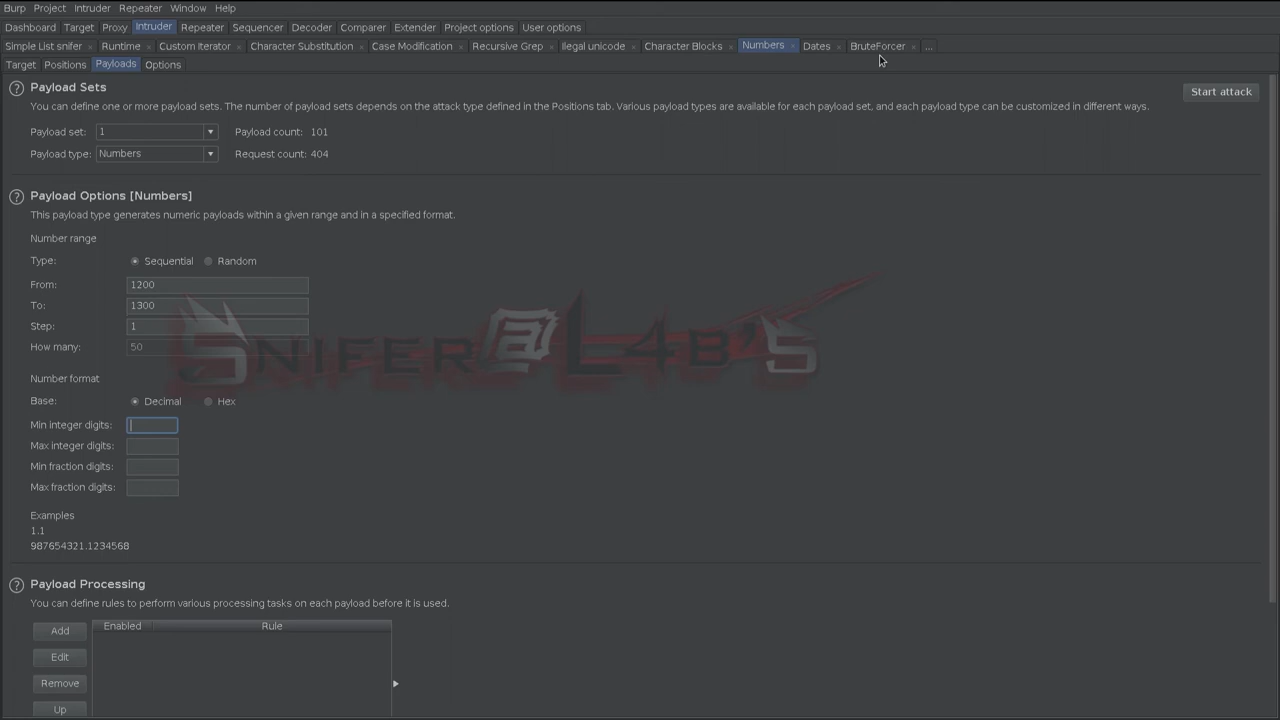 Burp Project Intruder Repeater Window Help
Dashboard Target Proxy Intruder Repeater Sequencer Decoder Comparer Extender Project options User options
Simple List snifer × Runtime × Custom Iterator × Character Substitution × Case Modification × Recursive Grep × Ilegal unicode × Character Blocks × Numbers × Dates × BruteForcer × ...
Target Positions Payloads Options
? Payload Sets
Start attack
You can define one or more payload sets. The number of payload sets depends on the attack type defined in the Positions tab. Various payload types are available for each payload set, and each payload type can be customized in different ways.
Payload set: 1 Payload count: 101
Payload type: Numbers Request count: 404
? Payload Options [Numbers]
This payload type generates numeric payloads within a given range and in a specified format.
Number range
Type: Sequential Random
From: 1200
To: 1300
Step: 1
How many: 50
SNIFER@L4B'S
Number format
Base: Decimal Hex
Min integer digits:
Max integer digits:
Min fraction digits:
Max fraction digits:
Examples
1.1
987654321.1234568
? Payload Processing
You can define rules to perform various processing tasks on each payload before it is used.
Add Enabled Rule
Edit
Remove
Up